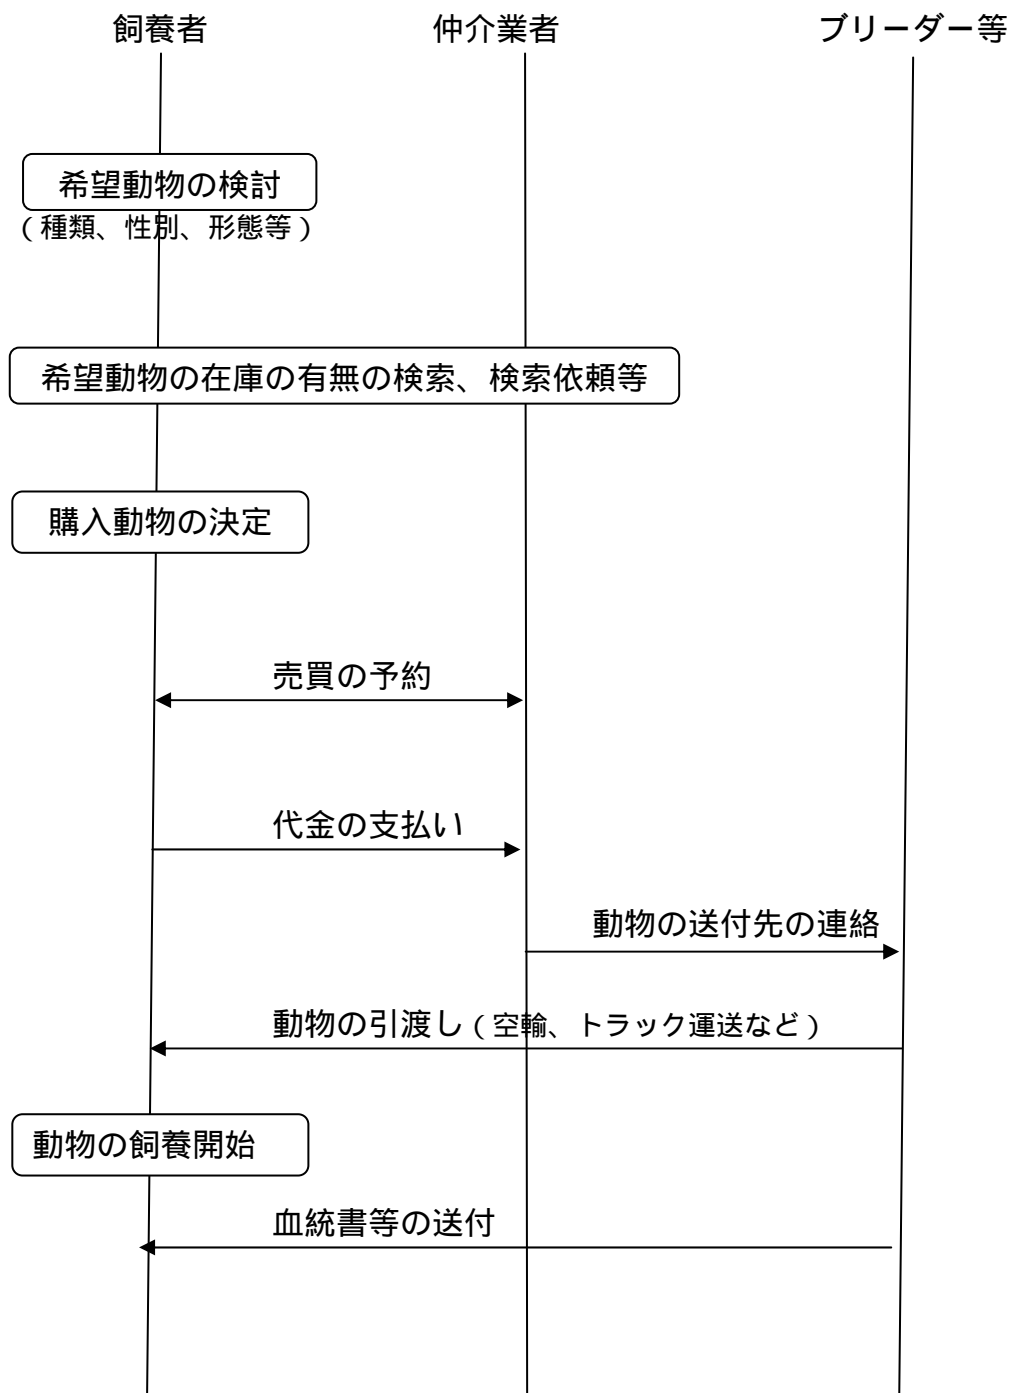 飼養者
仲介業者
ブリーダー等
希望動物の検討
（種類、性別、形態等）
希望動物の在庫の有無の検索、検索依頼等
購入動物の決定
売買の予約
代金の支払い
動物の送付先の連絡
動物の引渡し（空輸、トラック運送など）
動物の飼養開始
血統書等の送付